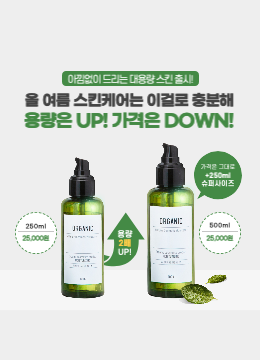 아낌없이 드리는 대용량 스킨 출시!
올 여름 스킨케어는 이걸로 충분해
용량은 UP! 가격은 DOWN!
가격은 그대로
+250ml
슈퍼사이즈
250ml
25,000원
ORGANIC
용량
2배
UP!
ORGANIC
500ml
25,000원